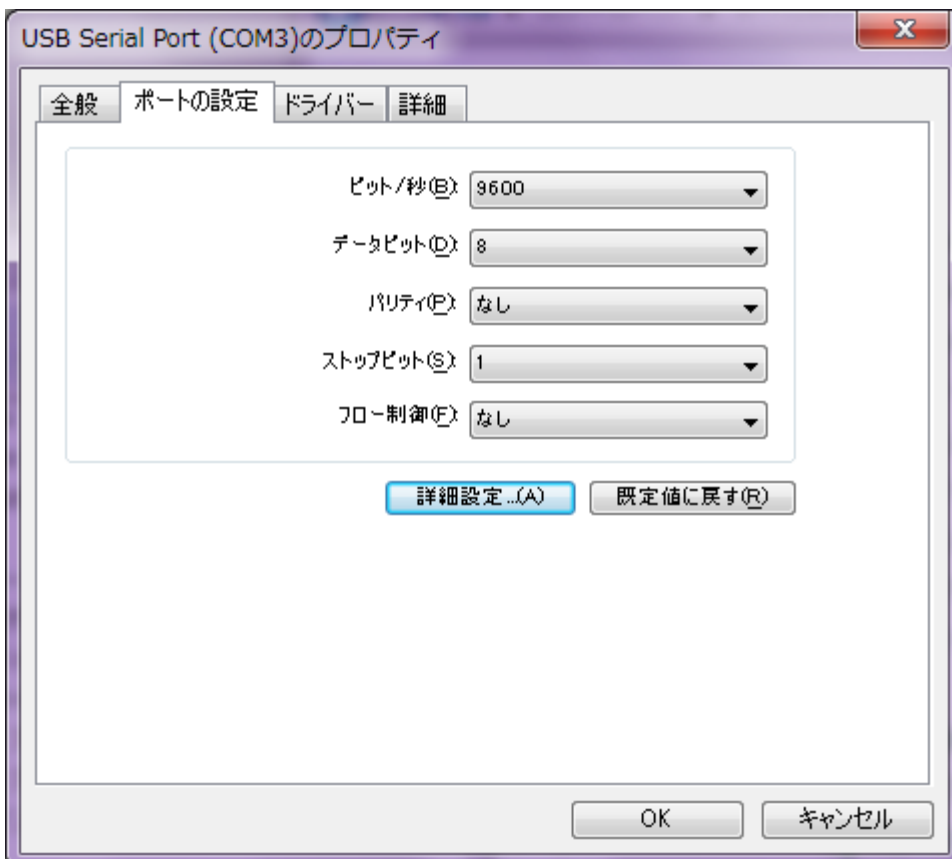 USB Serial Port (COM3)のプロパティ
全般 ポートの設定 ドライバー 詳細
ビット/秒(B): 9600
データ ビット(D): 8
パリティ(P): なし
ストップ ビット(S): 1
フロー制御(F): なし
詳細設定...(A) 既定値に戻す(R)
OK キャンセル